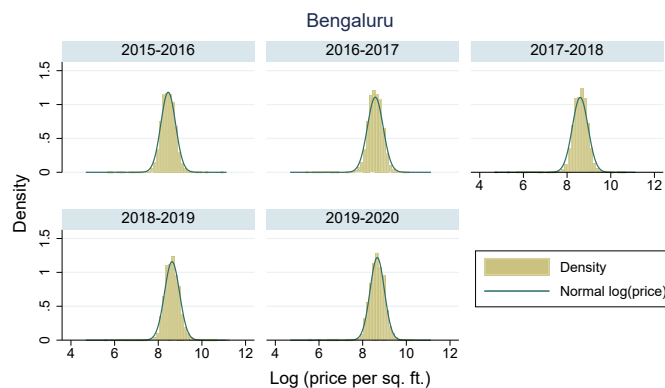 Bengaluru
2015-2016
2016-2017
2017-2018
1.5
1
.5
0
4 6 8 10 12
Density
2018-2019
2019-2020
1.5
1
.5
0
4 6 8 10 12
4 6 8 10 12
Density
Normal log(price)
Log (price per sq. ft.)